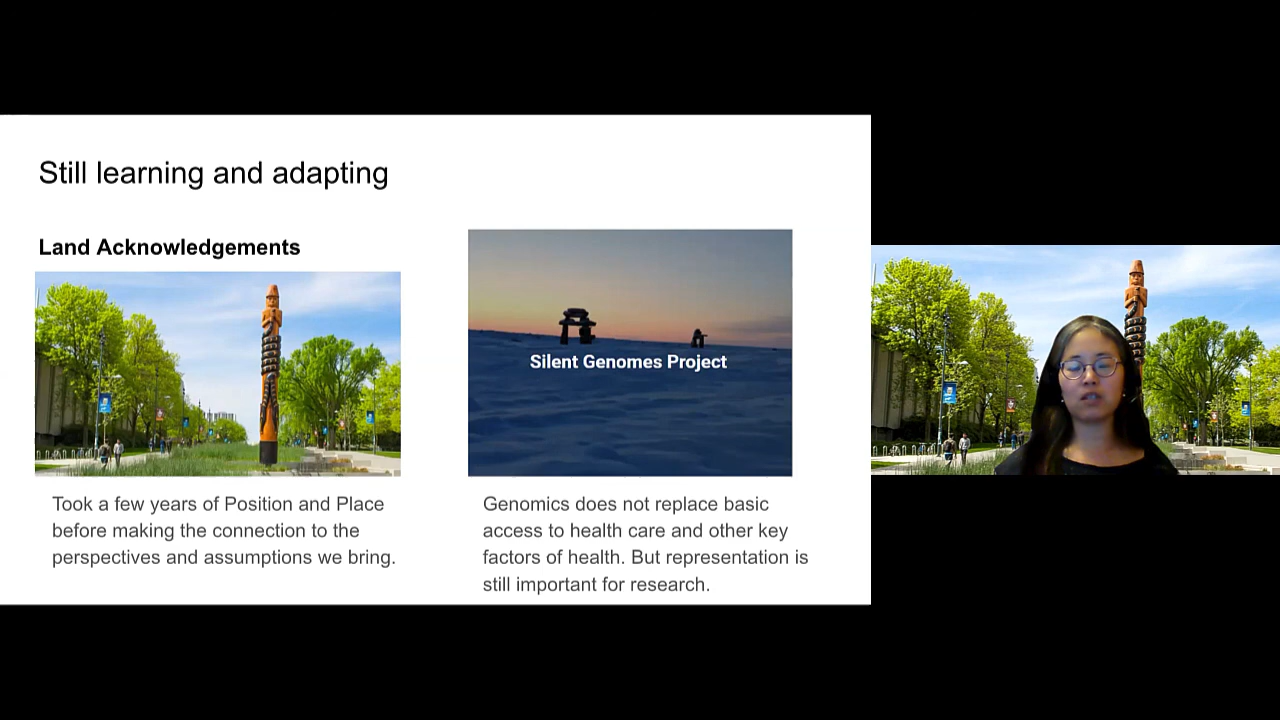 Still learning and adapting
Land Acknowledgements
Took a few years of Position and Place
before making the connection to the
perspectives and assumptions we bring.
Silent Genomes Project
Genomics does not replace basic
access to health care and other key
factors of health. But representation is
still important for research.